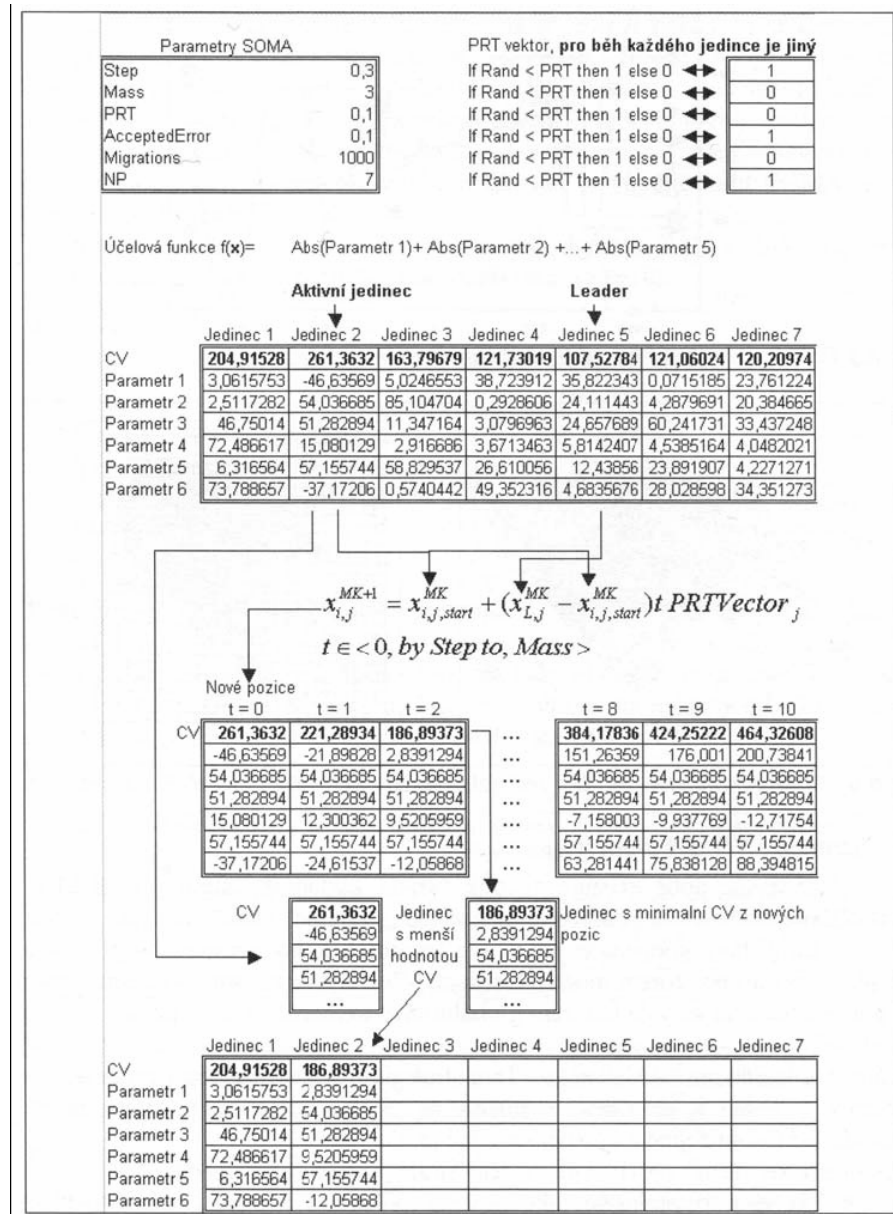 Parametry SOMA
Step 0,3
Mass 3
PRT 0,1
AcceptedError 0,1
Migrations 1000
NP 7
PRT vektor, pro běh každého jedince je jiný
If Rand < PRT then 1 else 0 1
If Rand < PRT then 1 else 0 0
If Rand < PRT then 1 else 0 0
If Rand < PRT then 1 else 0 1
If Rand < PRT then 1 else 0 0
If Rand < PRT then 1 else 0 1
Účelová funkce f(x)= Abs(Parametr 1)+ Abs(Parametr 2) +...+ Abs(Parametr 5)
Aktivní jedinec Leader
Jedinec 1 Jedinec 2 Jedinec 3 Jedinec 4 Jedinec 5 Jedinec 6 Jedinec 7
CV 204,91528 261,3632 163,79679 121,73019 107,52784 121,06024 120,20974
Parametr 1 3,0615753 -46,63569 5,0246553 38,723912 35,822343 0,0715185 23,761224
Parametr 2 2,5117282 54,036685 85,104704 0,2928606 24,111443 4,2879691 20,384665
Parametr 3 46,75014 51,282894 11,347164 3,0796963 24,657689 60,241731 33,437248
Parametr 4 72,486617 15,080129 2,916686 3,6713463 5,8142407 4,5385164 4,0482021
Parametr 5 6,316564 57,155744 58,829537 26,610056 12,43856 23,891907 4,2271271
Parametr 6 73,788657 -37,17206 0,5740442 49,352316 4,6835676 28,028598 34,351273
x_{i,j}^{MK+1} = x_{i,j,start}^{MK} + (x_{L,j}^{MK} - x_{i,j,start}^{MK}) t PRTVector_j
t ∈ < 0, by Step to, Mass >
Nové pozice
t = 0 t = 1 t = 2 t = 8 t = 9 t = 10
CV 261,3632 221,28934 186,89373 ... 384,17836 424,25222 464,32608
-46,63569 -21,89828 2,8391294 ... 151,26359 176,001 200,73841
54,036685 54,036685 54,036685 ... 54,036685 54,036685 54,036685
51,282894 51,282894 51,282894 ... 51,282894 51,282894 51,282894
15,080129 12,300362 9,5205959 ... -7,158003 -9,937769 -12,71754
57,155744 57,155744 57,155744 ... 57,155744 57,155744 57,155744
-37,17206 -24,61537 -12,05868 ... 63,281441 75,838128 88,394815
CV 261,3632 Jedinec 186,89373 Jedinec s minimalní CV z nových
-46,63569 s menší 2,8391294 pozic
54,036685 hodnotou 54,036685
51,282894 CV 51,282894
... ...
Jedinec 1 Jedinec 2 Jedinec 3 Jedinec 4 Jedinec 5 Jedinec 6 Jedinec 7
CV 204,91528 186,89373
Parametr 1 3,0615753 2,8391294
Parametr 2 2,5117282 54,036685
Parametr 3 46,75014 51,282894
Parametr 4 72,486617 9,5205959
Parametr 5 6,316564 57,155744
Parametr 6 73,788657 -12,05868